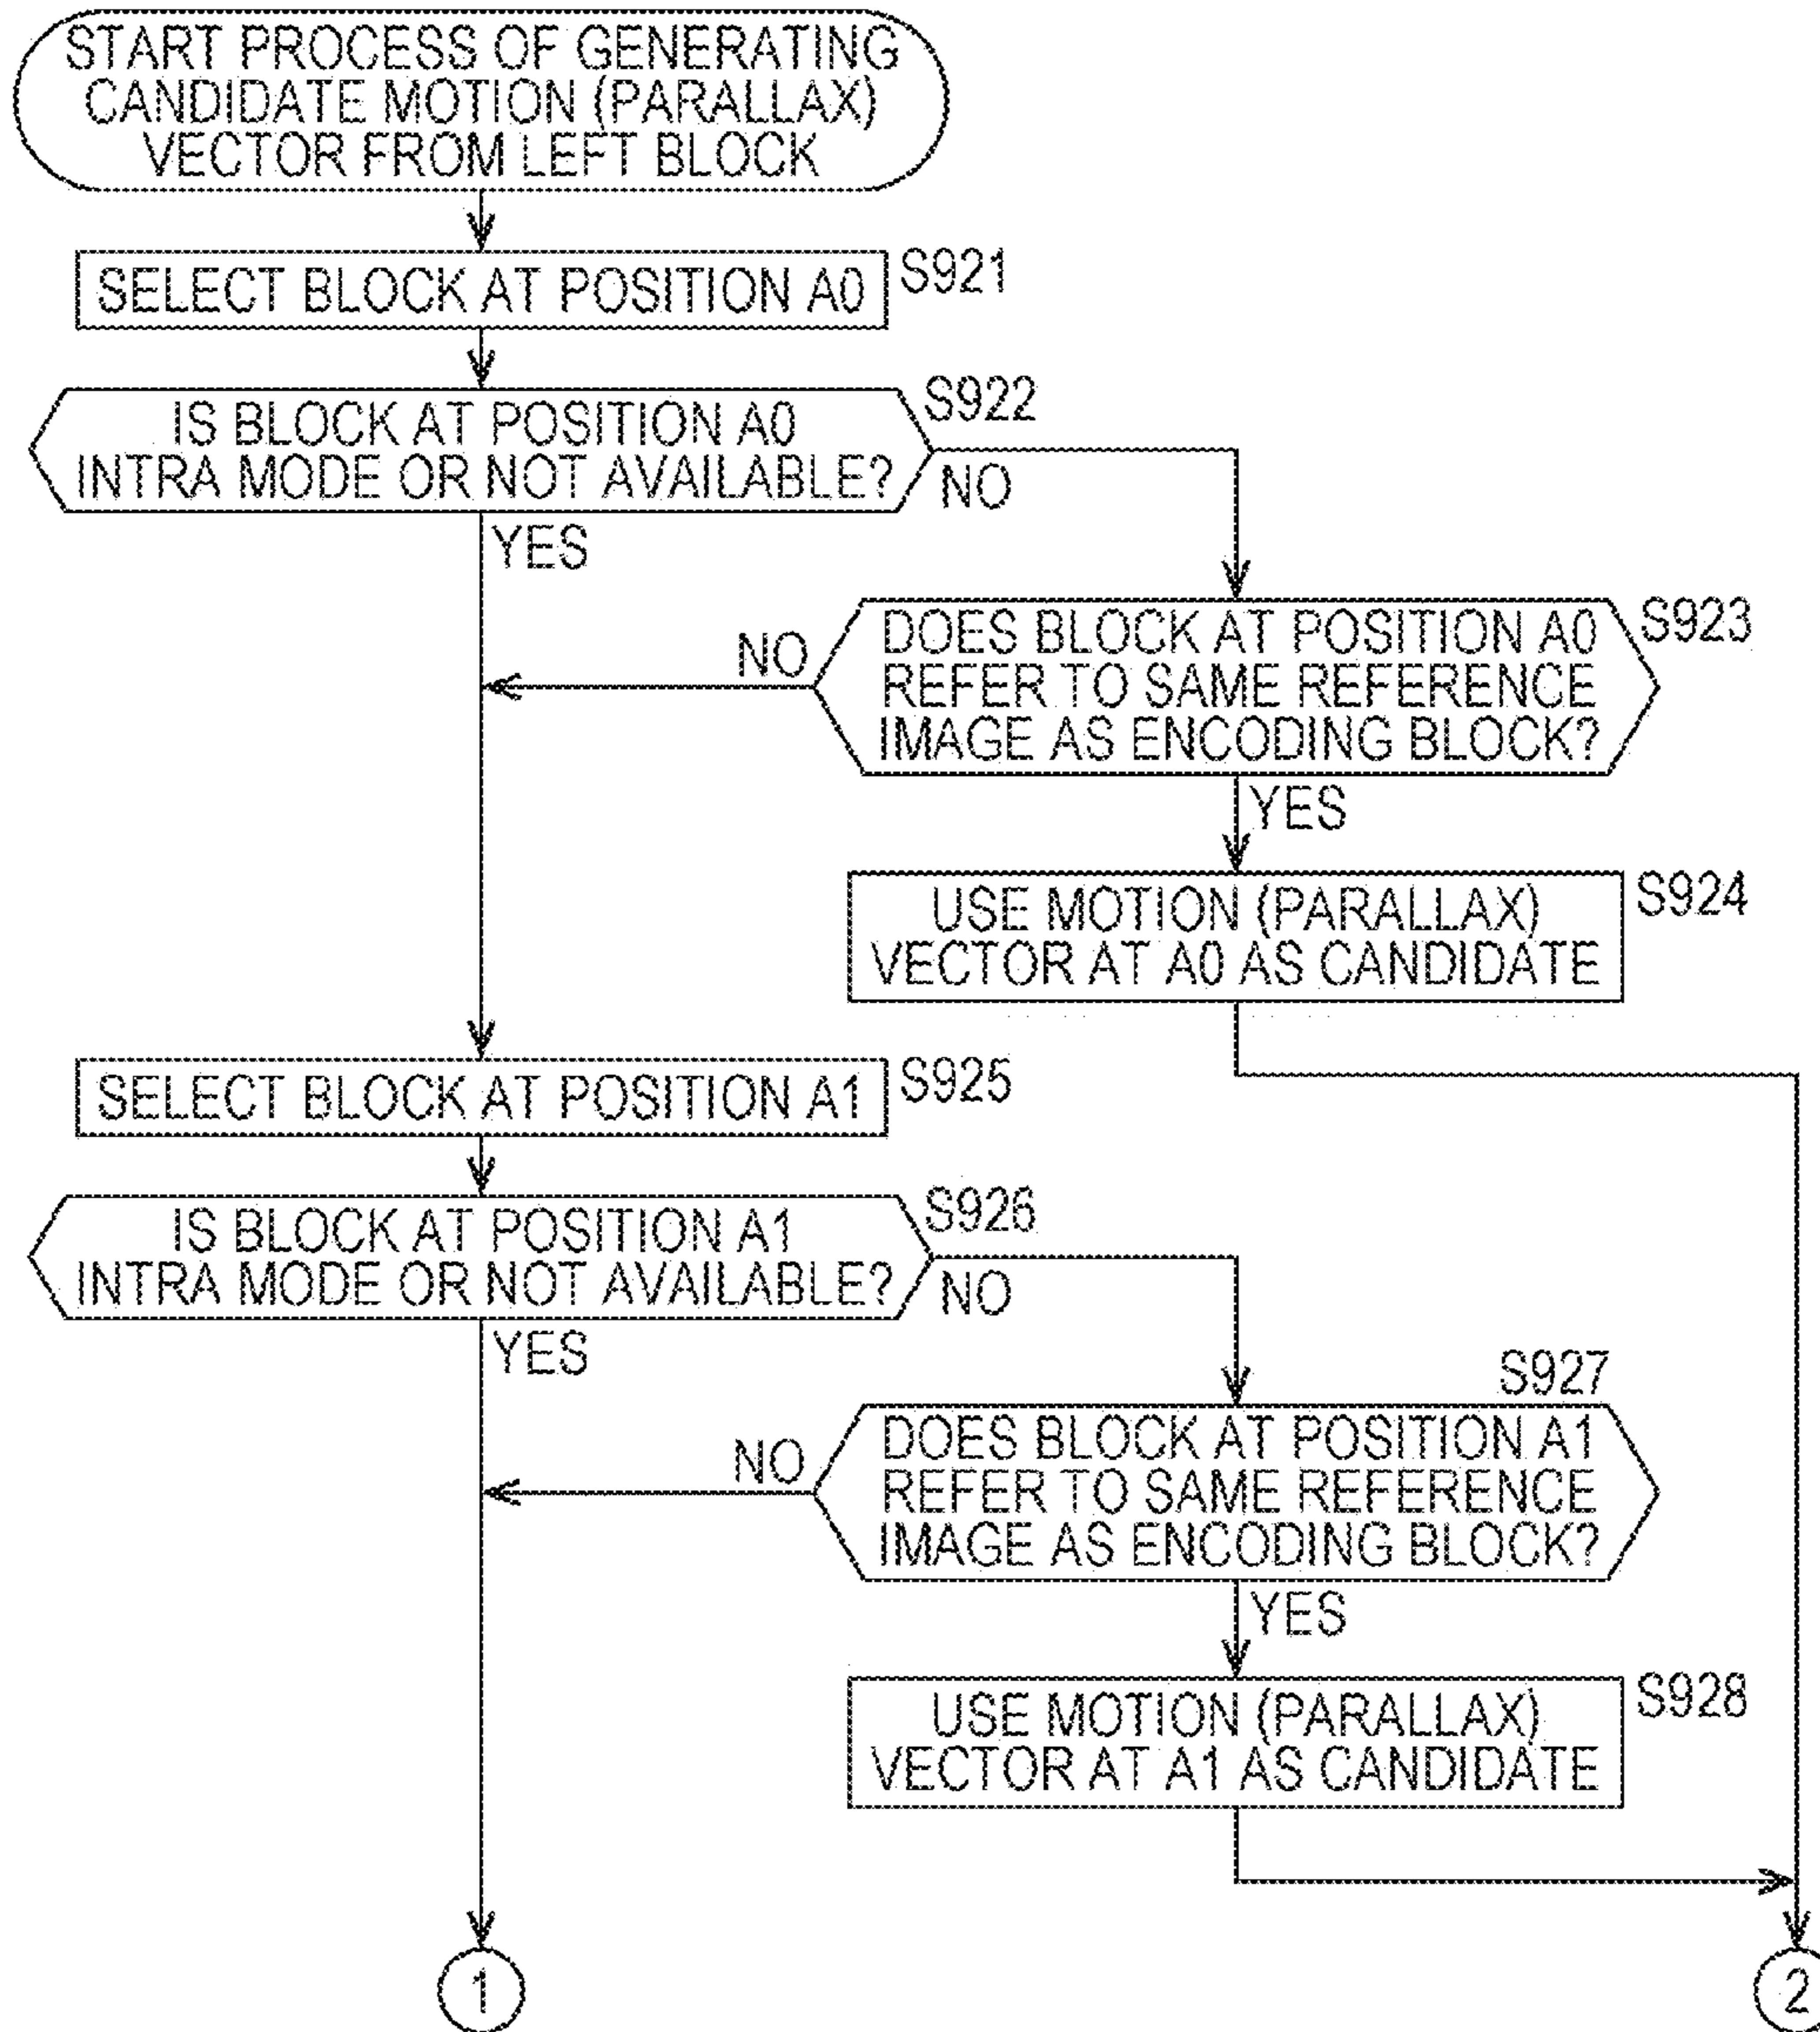 START PROCESS OF GENERATING
CANDIDATE MOTION (PARALLAX)
VECTOR FROM LEFT BLOCK
SELECT BLOCK AT POSITION A0
S921
IS BLOCK AT POSITION A0
INTRA MODE OR NOT AVAILABLE?
S922
NO
YES
DOES BLOCK AT POSITION A0
REFER TO SAME REFERENCE
IMAGE AS ENCODING BLOCK?
S923
NO
YES
USE MOTION (PARALLAX)
VECTOR AT A0 AS CANDIDATE
S924
SELECT BLOCK AT POSITION A1
S925
IS BLOCK AT POSITION A1
INTRA MODE OR NOT AVAILABLE?
S926
NO
YES
S927
DOES BLOCK AT POSITION A1
REFER TO SAME REFERENCE
IMAGE AS ENCODING BLOCK?
NO
YES
USE MOTION (PARALLAX)
VECTOR AT A1 AS CANDIDATE
S928
1
2